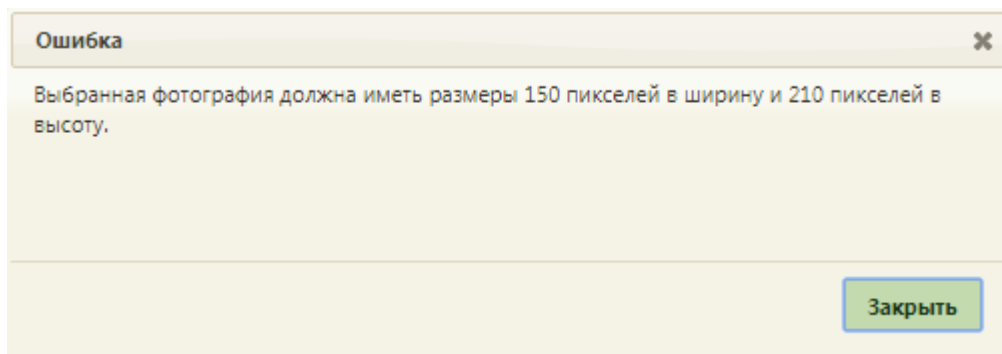 Ошибка
Выбранная фотография должна иметь размеры 150 пикселей в ширину и 210 пикселей в
высоту.
Закрыть